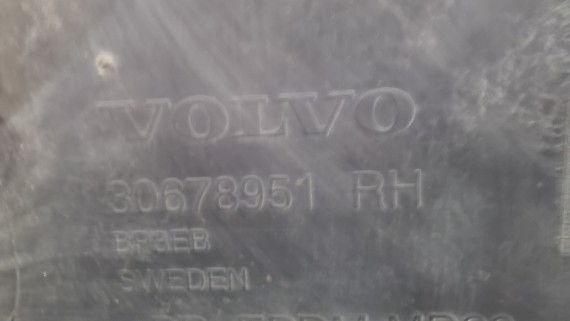 VOLVO
30678951 RH
BP3EB
SWEDEN